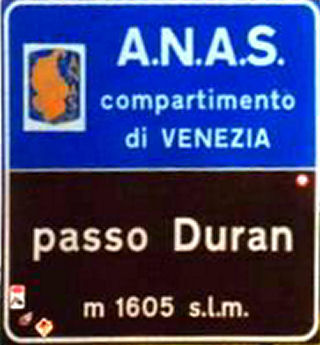 A.N.A.S.
compartimento
di VENEZIA
passo Duran
m 1605 s.l.m.